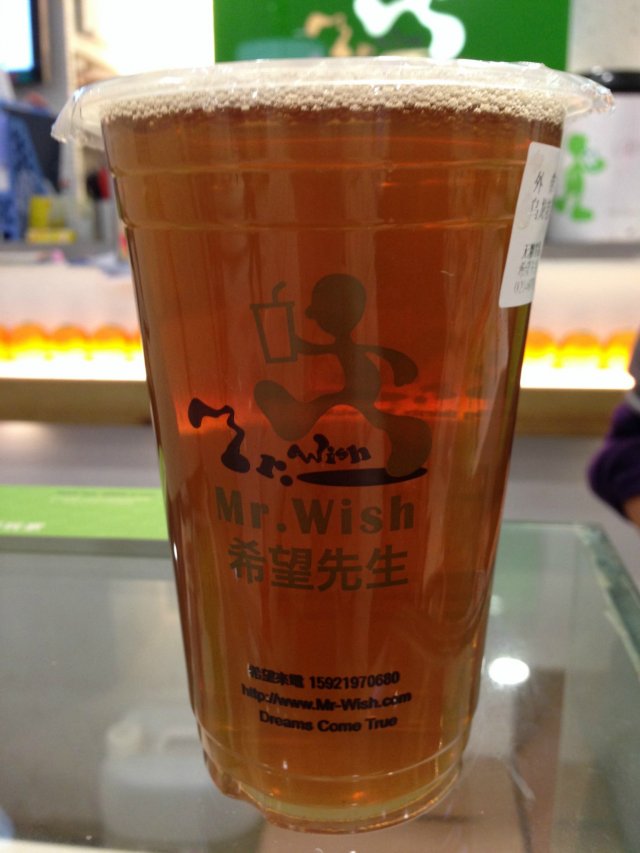 Mr. Wish
Mr.Wish
希望先生
希望來電 15921970680
http://www.Mr-Wish.com
Dreams Come True
外